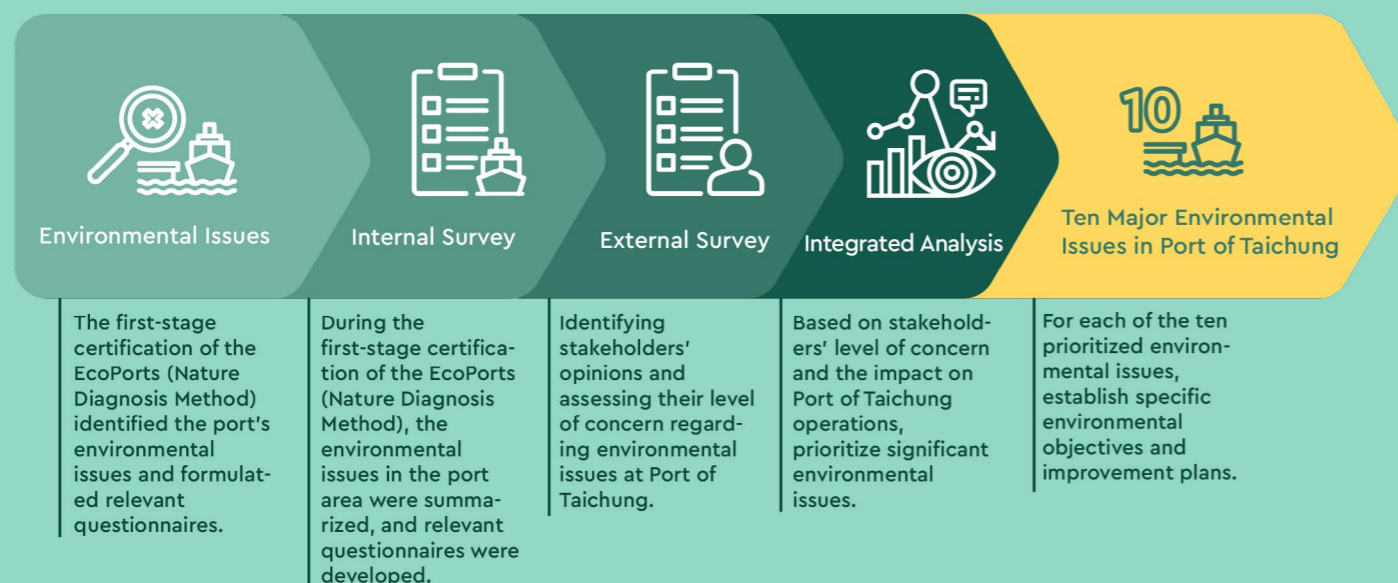 Environmental Issues
Internal Survey
External Survey
Integrated Analysis
10
Ten Major Environmental
Issues in Port of Taichung
The first-stage
certification of the
EcoPorts (Nature
Diagnosis Method)
identified the port's
environmental
issues and formulat-
ed relevant
questionnaires.
During the
first-stage certifica-
tion of the EcoPorts
(Nature Diagnosis
Method), the
environmental
issues in the port
area were summa-
rized, and relevant
questionnaires were
developed.
Identifying
stakeholders'
opinions and
assessing their level
of concern regard-
ing environmental
issues at Port of
Taichung.
Based on stakehold-
ers' level of concern
and the impact on
Port of Taichung
operations,
prioritize significant
environmental
issues.
For each of the ten
prioritized environ-
mental issues,
establish specific
environmental
objectives and
improvement plans.